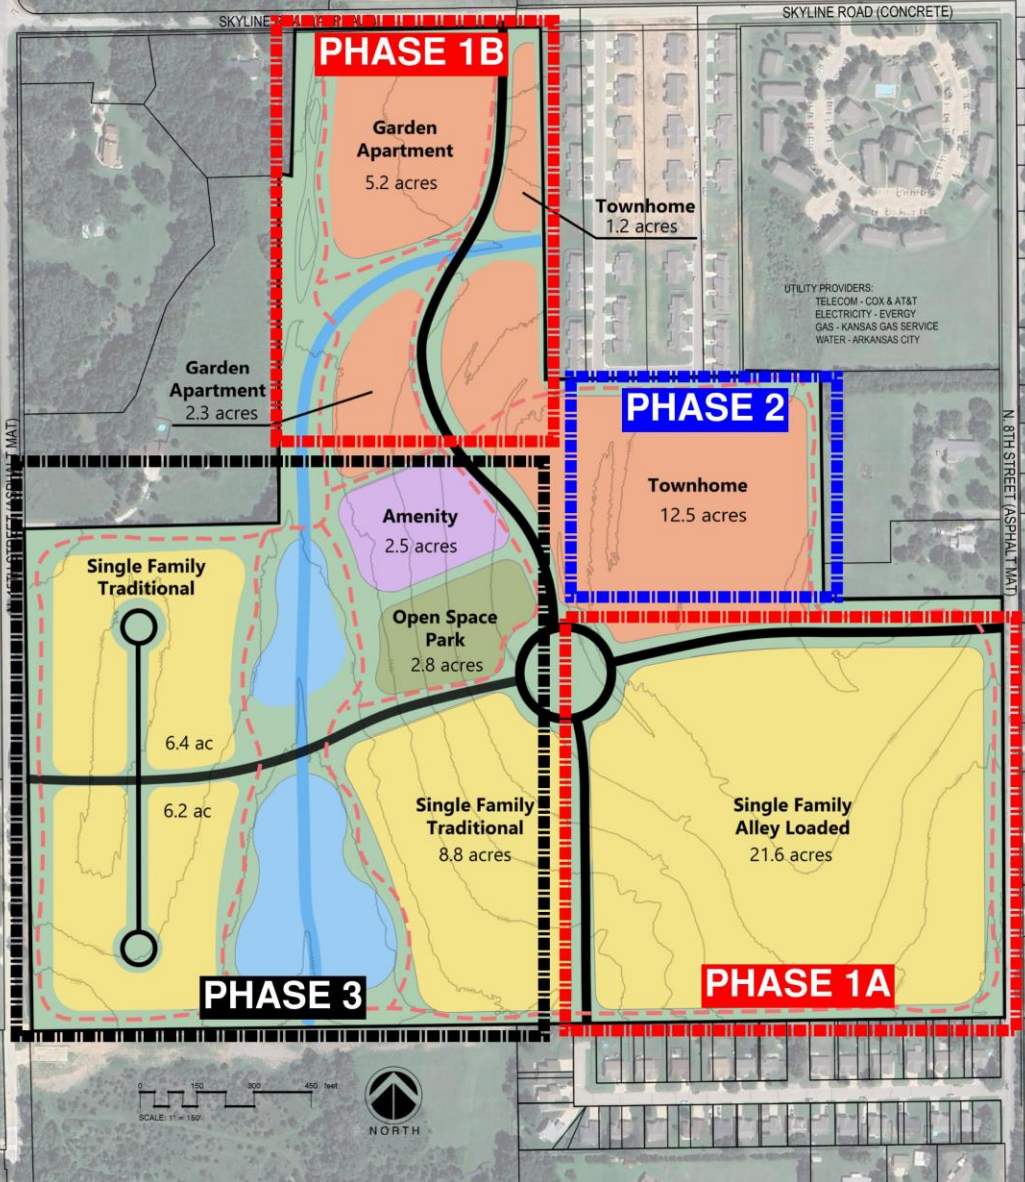 SKYLINE ROAD (CONCRETE)
PHASE 1B
Garden
Apartment
5.2 acres
Townhome
1.2 acres
UTILITY PROVIDERS:
TELECOM - COX & AT&T
ELECTRICITY - EVERGY
GAS - KANSAS GAS SERVICE
WATER - ARKANSAS CITY
Garden
Apartment
2.3 acres
PHASE 2
N. 8TH STREET (ASPHALT MAT)
Townhome
12.5 acres
Amenity
2.5 acres
Single Family
Traditional
Open Space
Park
2.8 acres
6.4 ac
6.2 ac
Single Family
Traditional
8.8 acres
Single Family
Alley Loaded
21.6 acres
PHASE 3
PHASE 1A
0 150 300 450 feet
SCALE: 1" = 150'
NORTH
SKYLINE
STREET (ASPHALT MAT)